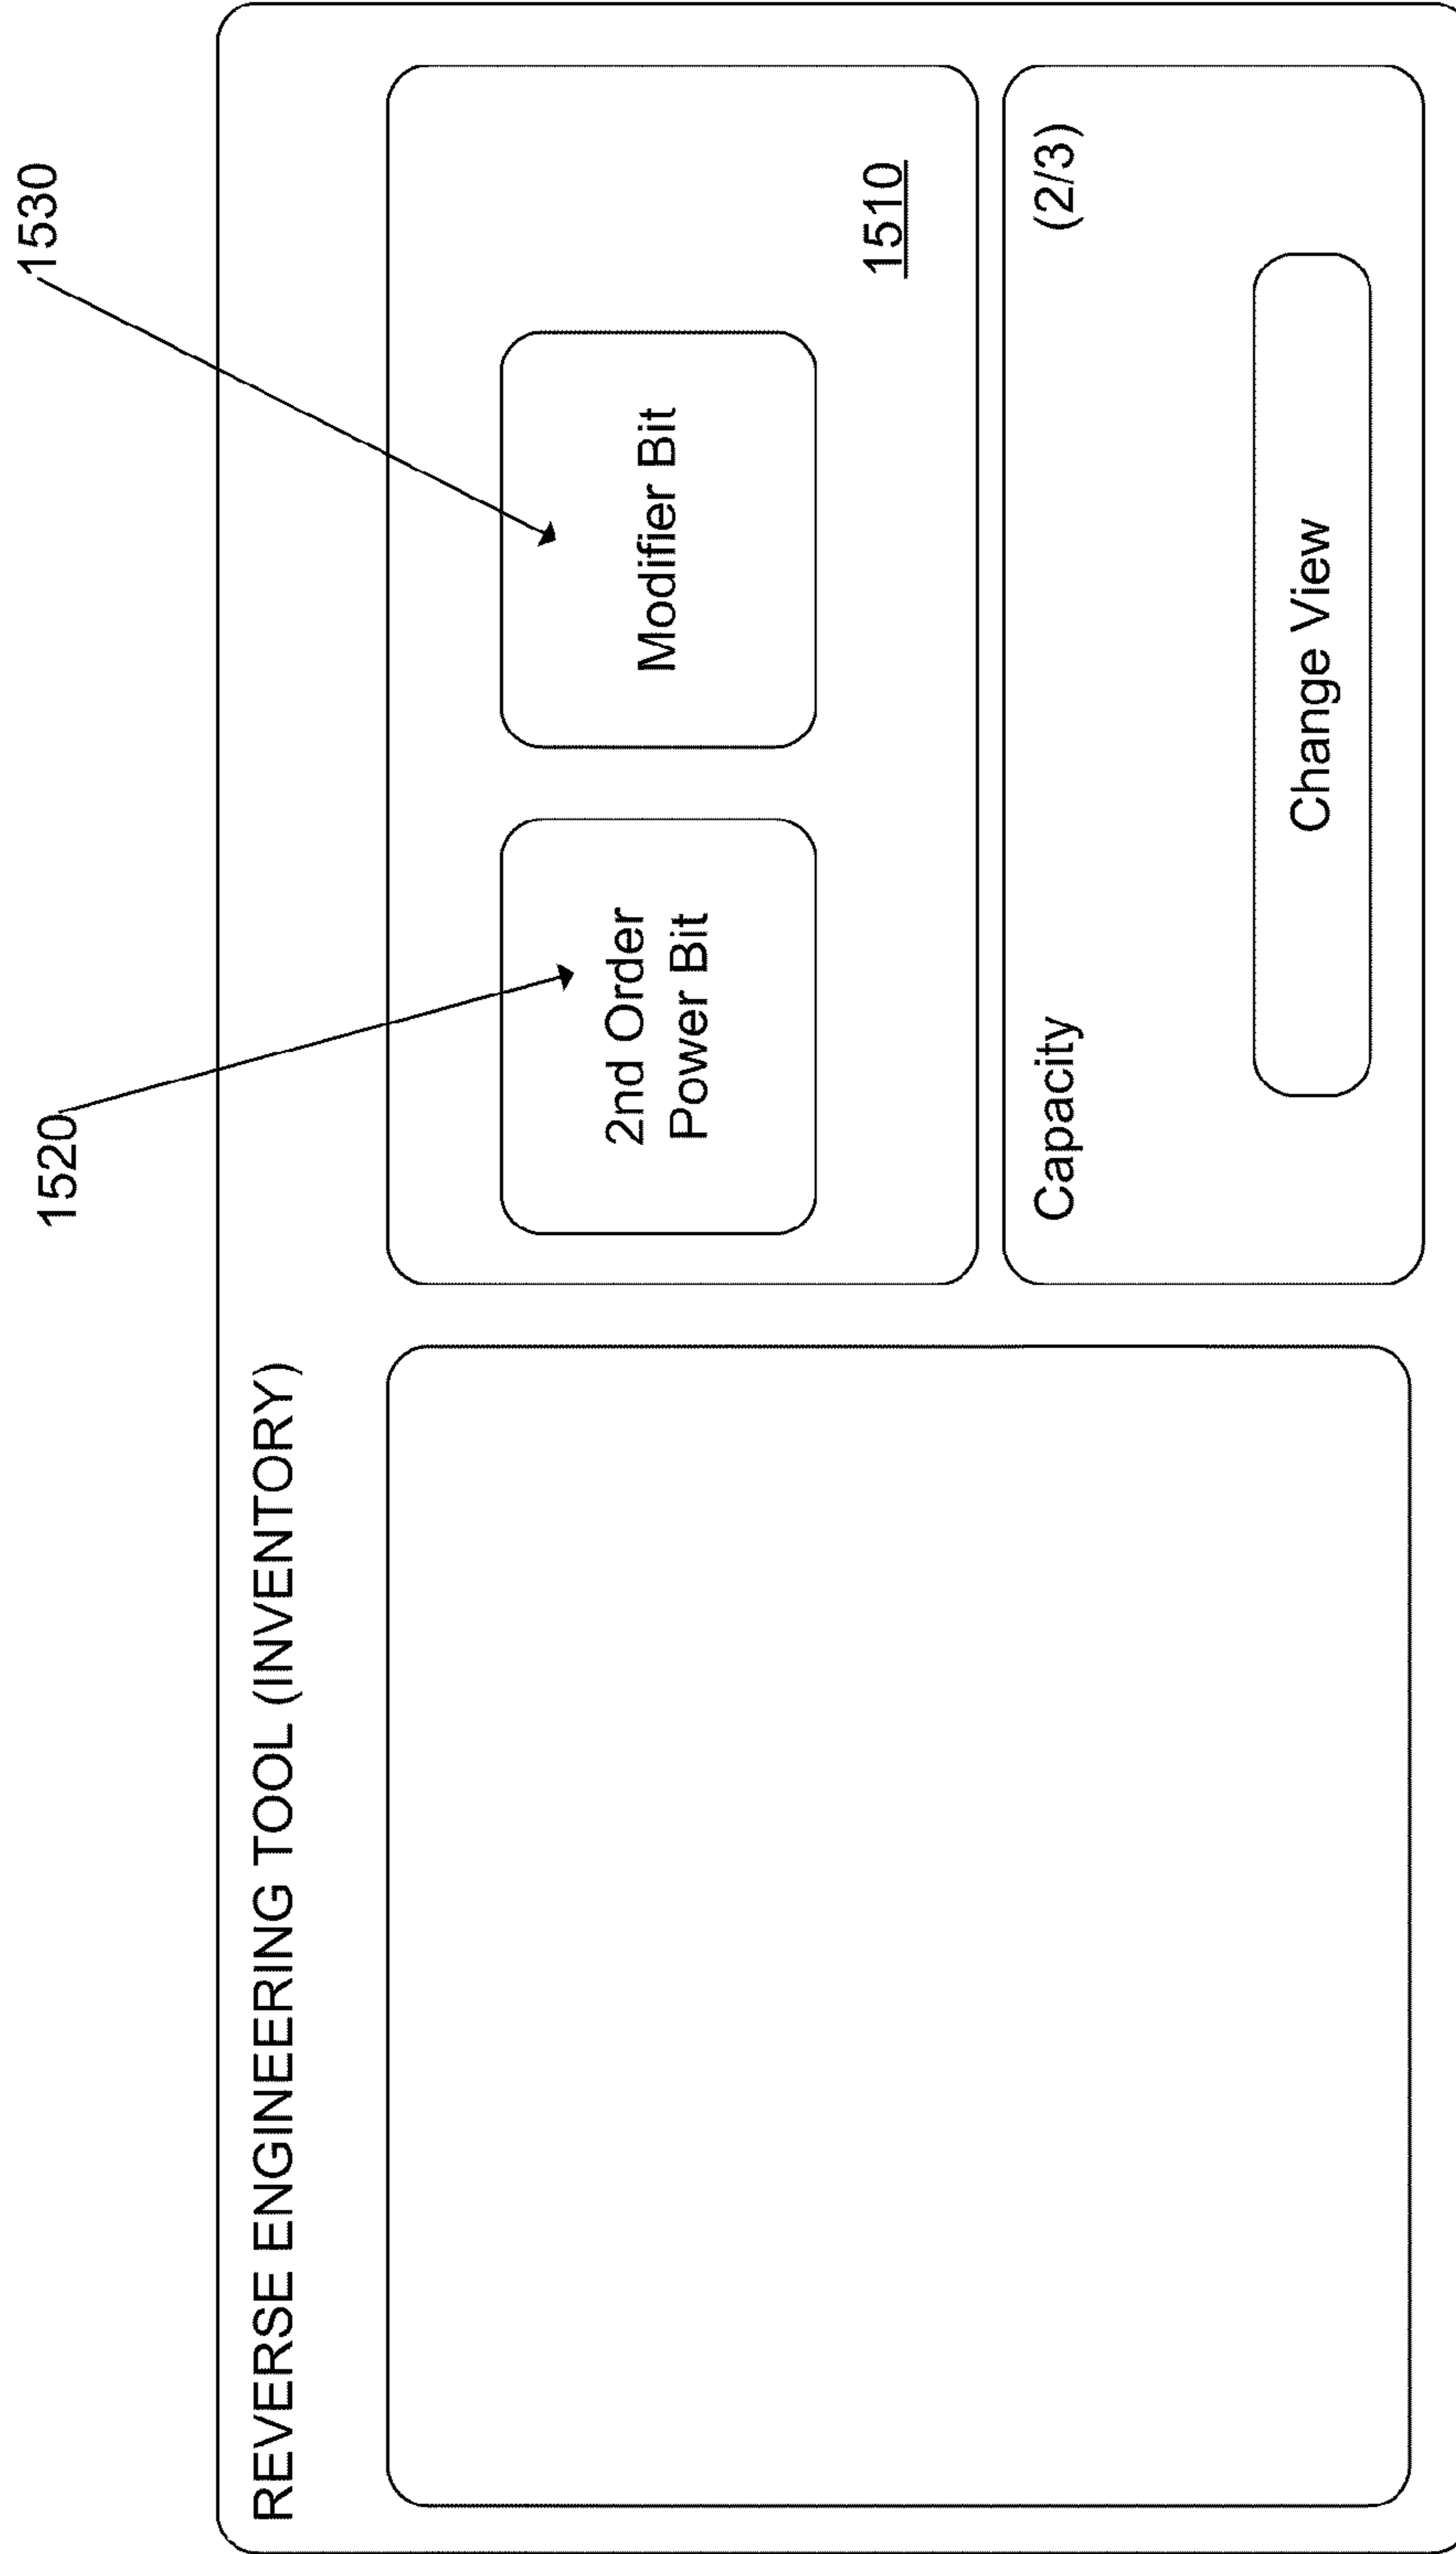 1520
1530
REVERSE ENGINEERING TOOL (INVENTORY)
2nd Order
Power Bit
Modifier Bit
1510
Capacity
(2/3)
Change View